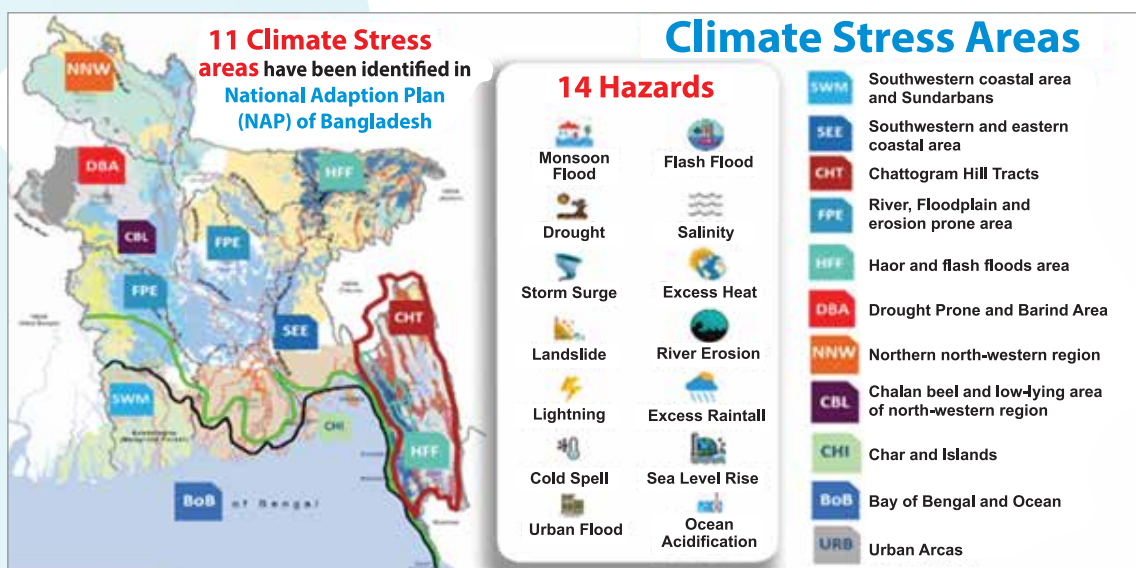 11 Climate Stress
areas have been identified in
National Adaption Plan
(NAP) of Bangladesh
NNW
DBA
HFF
CBL
FPE
FPE
SEE
CHT
SWM
CHI
HFF
BoB
of Bengal
14 Hazards
Monsoon
Flood
Flash Flood
Drought
Salinity
Storm Surge
Excess Heat
Landslide
River Erosion
Lightning
Excess Raintall
Cold Spell
Sea Level Rise
Urban Flood
Ocean
Acidification
Climate Stress Areas
SWM
Southwestern coastal area
and Sundarbans
SEE
Southwestern and eastern
coastal area
CHT
Chattogram Hill Tracts
FPE
River, Floodplain and
erosion prone area
HFF
Haor and flash floods area
DBA
Drought Prone and Barind Area
NNW
Northern north-western region
CBL
Chalan beel and low-lying area
of north-western region
CHI
Char and Islands
BoB
Bay of Bengal and Ocean
URB
Urban Arcas